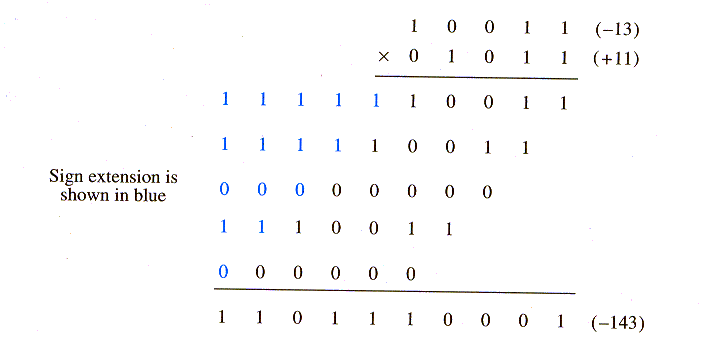 1 0 0 1 1 (−13)
× 0 1 0 1 1 (+11)
1 1 1 1 1 1 0 0 1 1
1 1 1 1 1 0 0 1 1
Sign extension is
shown in blue
0 0 0 0 0 0 0 0
1 1 1 0 0 1 1
0 0 0 0 0 0
1 1 0 1 1 1 0 0 0 1 (−143)